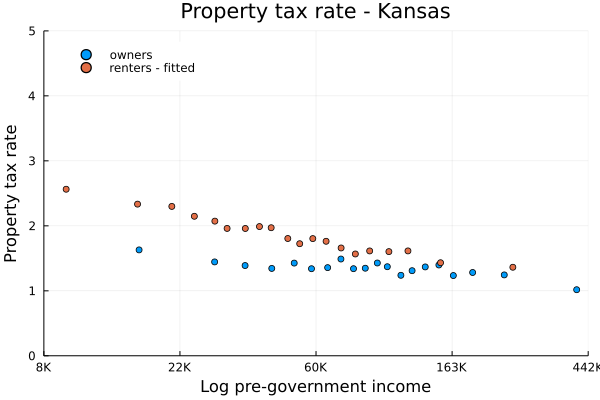 Property tax rate - Kansas
5
4
3
2
1
0
Property tax rate
owners
renters - fitted
8K 22K 60K 163K 442K
Log pre-government income